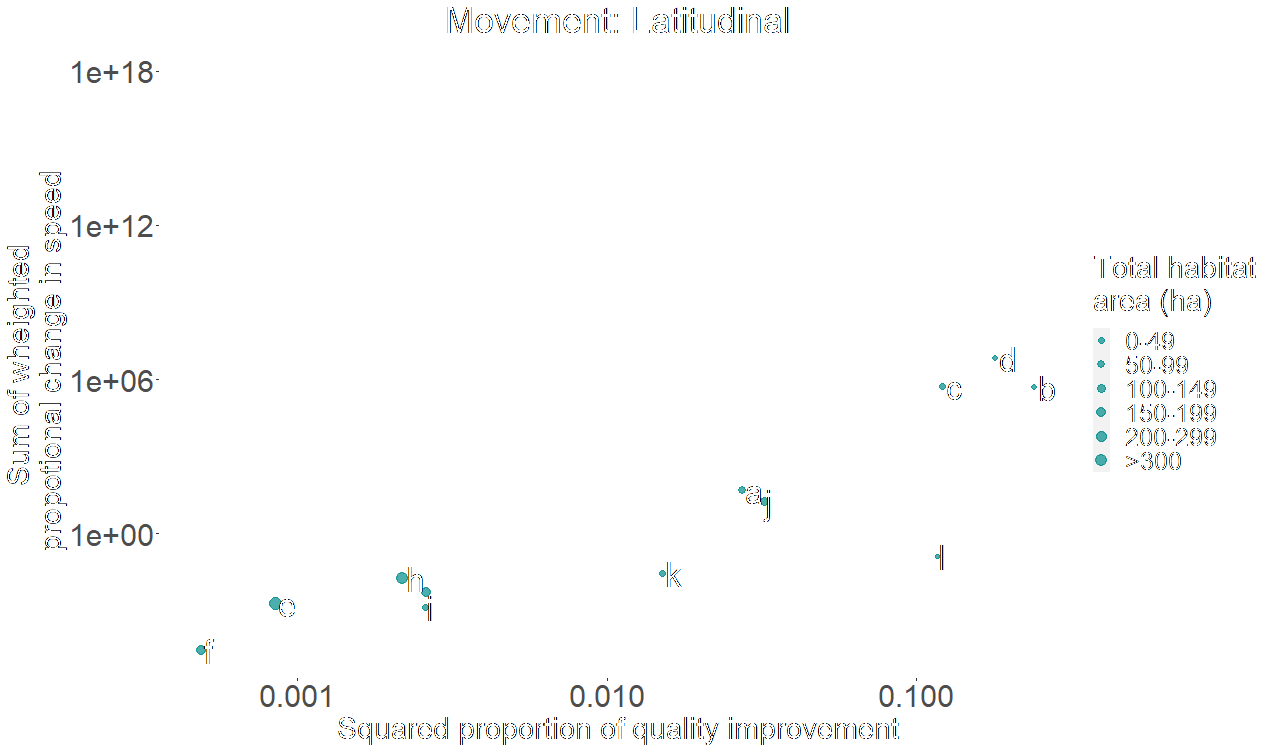 Movement: Latitudinal
1e+18
1e+12
1e+06
1e+00
Sum of wheighted
propotional change in speed
d
c
b
a
j
l
k
h
i
e
f
0.001
0.010
0.100
Squared proportion of quality improvement
Total habitat
area (ha)
0-49
50-99
100-149
150-199
200-299
>300